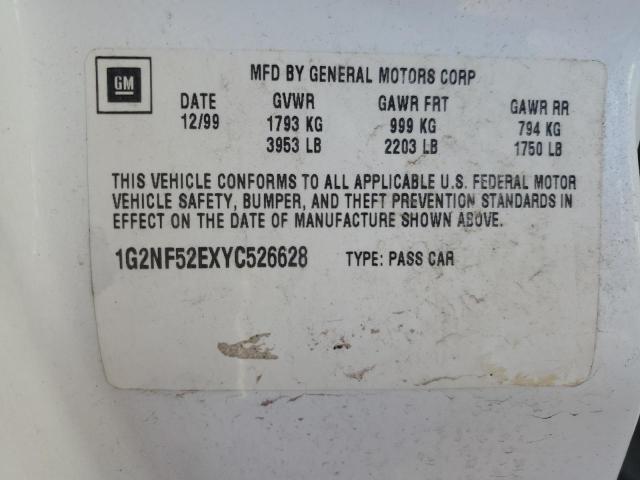 GM
MFD BY GENERAL MOTORS CORP
DATE GVWR GAWR FRT GAWR RR
12/99 1793 KG 999 KG 794 KG
3953 LB 2203 LB 1750 LB
THIS VEHICLE CONFORMS TO ALL APPLICABLE U.S. FEDERAL MOTOR
VEHICLE SAFETY, BUMPER, AND THEFT PREVENTION STANDARDS IN
EFFECT ON THE DATE OF MANUFACTURE SHOWN ABOVE.
1G2NF52EXYC526628 TYPE: PASS CAR